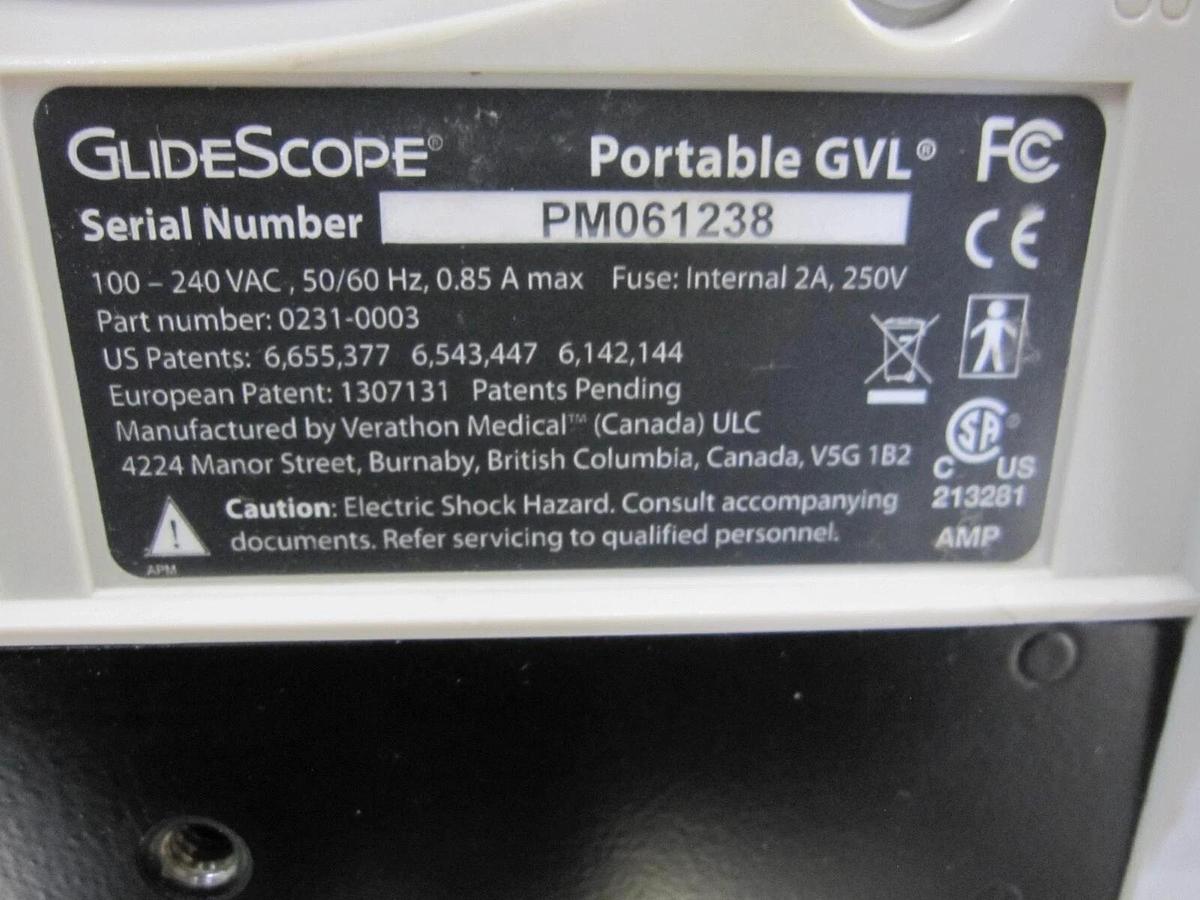 GLIDESCOPE® Portable GVL® FC
Serial Number PM061238 CE
100 – 240 VAC , 50/60 Hz, 0.85 A max Fuse: Internal 2A, 250V
Part number: 0231-0003
US Patents: 6,655,377 6,543,447 6,142,144
European Patent: 1307131 Patents Pending
Manufactured by Verathon Medical™ (Canada) ULC
4224 Manor Street, Burnaby, British Columbia, Canada, V5G 1B2
SA®
C US
213281
AMP
Caution: Electric Shock Hazard. Consult accompanying
documents. Refer servicing to qualified personnel.
!
APM